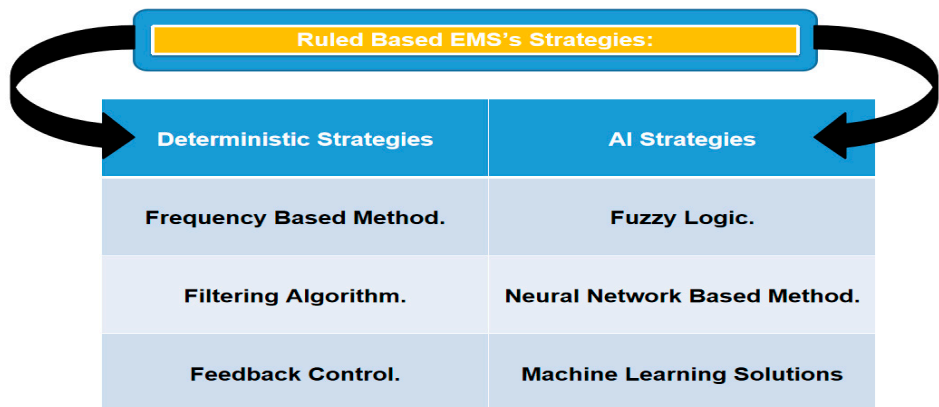 Ruled Based EMS's Strategies:
Deterministic Strategies
AI Strategies
Frequency Based Method.
Fuzzy Logic.
Filtering Algorithm.
Neural Network Based Method.
Feedback Control.
Machine Learning Solutions